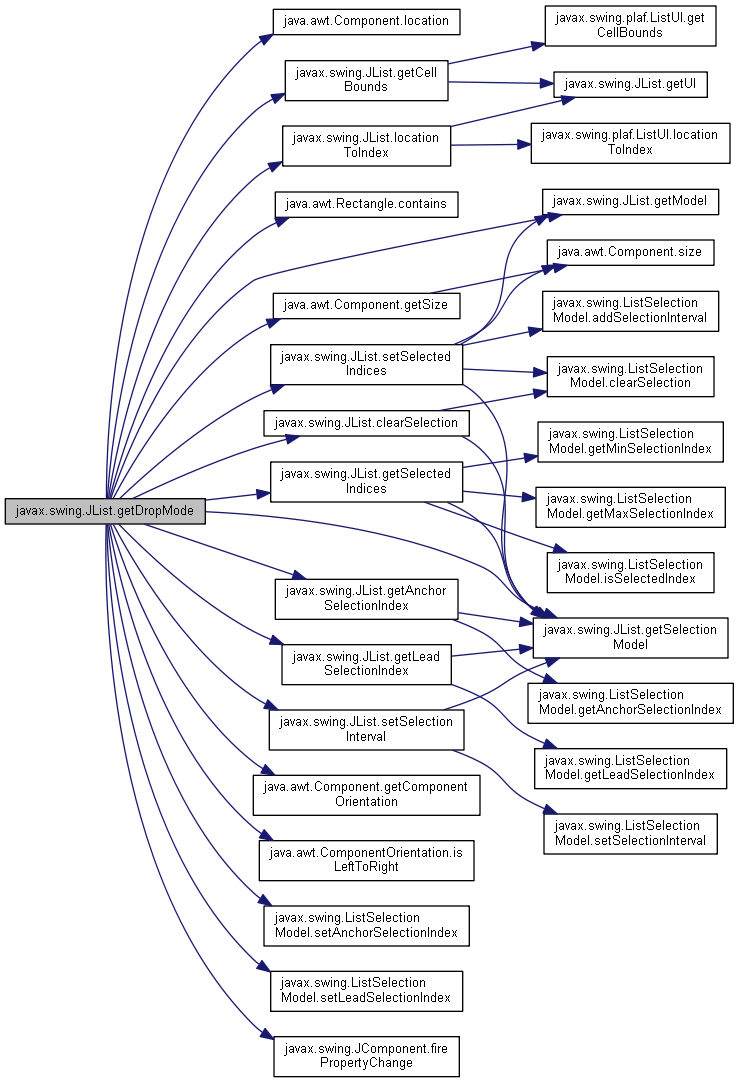 javax.swing.JList.getDropMode
java.awt.Component.location
javax.swing.JList.getCell
Bounds
javax.swing.JList.location
ToIndex
java.awt.Rectangle.contains
java.awt.Component.getSize
javax.swing.JList.setSelected
Indices
javax.swing.JList.clearSelection
javax.swing.JList.getSelected
Indices
javax.swing.JList.getAnchor
SelectionIndex
javax.swing.JList.getLead
SelectionIndex
javax.swing.JList.setSelection
Interval
java.awt.Component.getComponent
Orientation
java.awt.ComponentOrientation.is
LeftToRight
javax.swing.ListSelection
Model.setAnchorSelectionIndex
javax.swing.ListSelection
Model.setLeadSelectionIndex
javax.swing.JComponent.fire
PropertyChange
javax.swing.plaf.ListUI.get
CellBounds
javax.swing.JList.getUI
javax.swing.plaf.ListUI.location
ToIndex
javax.swing.JList.getModel
java.awt.Component.size
javax.swing.ListSelection
Model.addSelectionInterval
javax.swing.ListSelection
Model.clearSelection
javax.swing.ListSelection
Model.getMinSelectionIndex
javax.swing.ListSelection
Model.getMaxSelectionIndex
javax.swing.ListSelection
Model.isSelectedIndex
javax.swing.JList.getSelection
Model
javax.swing.ListSelection
Model.getAnchorSelectionIndex
javax.swing.ListSelection
Model.getLeadSelectionIndex
javax.swing.ListSelection
Model.setSelectionInterval